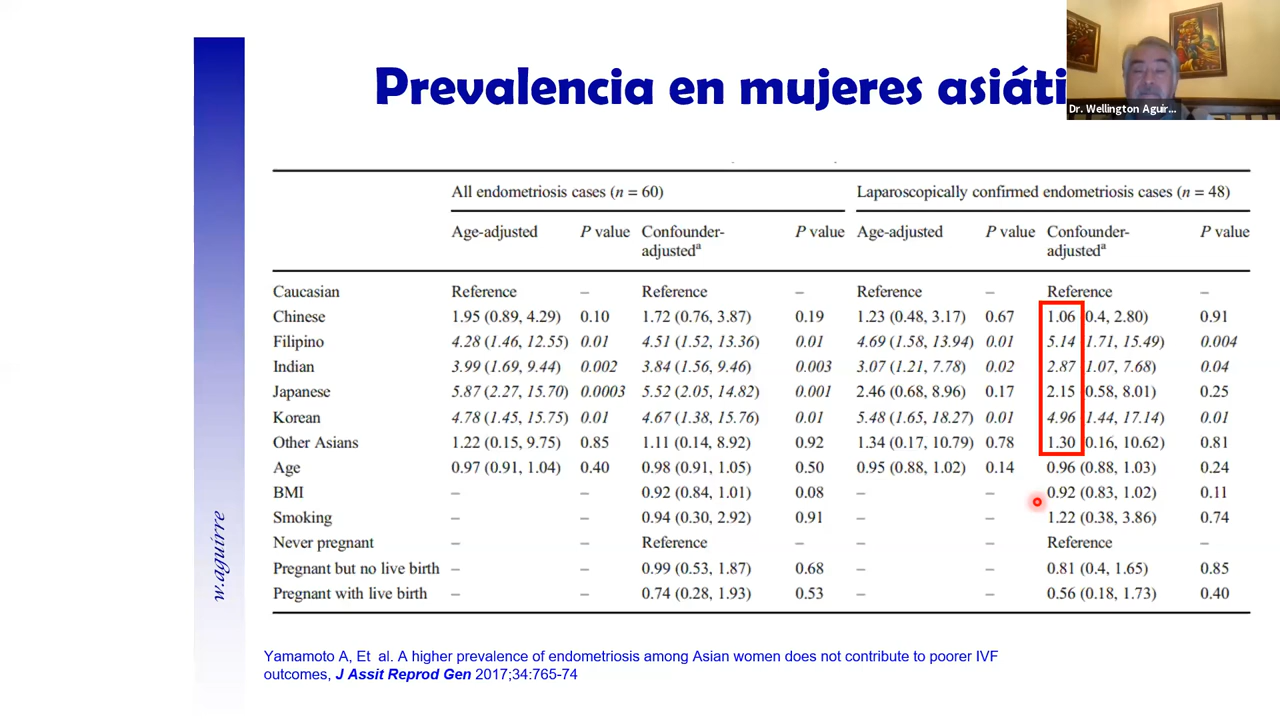 Prevalencia en mujeres asiáti
Dr. Wellington Aguir...
All endometriosis cases (n = 60) Laparoscopically confirmed endometriosis cases (n = 48)
Age-adjusted P value Confounder-adjustedᵃ P value Age-adjusted P value Confounder-adjustedᵃ P value
Caucasian Reference – Reference – Reference – Reference –
Chinese 1.95 (0.89, 4.29) 0.10 1.72 (0.76, 3.87) 0.19 1.23 (0.48, 3.17) 0.67 1.06 0.4, 2.80) 0.91
Filipino 4.28 (1.46, 12.55) 0.01 4.51 (1.52, 13.36) 0.01 4.69 (1.58, 13.94) 0.01 5.14 1.71, 15.49) 0.004
Indian 3.99 (1.69, 9.44) 0.002 3.84 (1.56, 9.46) 0.003 3.07 (1.21, 7.78) 0.02 2.87 1.07, 7.68) 0.04
Japanese 5.87 (2.27, 15.70) 0.0003 5.52 (2.05, 14.82) 0.001 2.46 (0.68, 8.96) 0.17 2.15 0.58, 8.01) 0.25
Korean 4.78 (1.45, 15.75) 0.01 4.67 (1.38, 15.76) 0.01 5.48 (1.65, 18.27) 0.01 4.96 1.44, 17.14) 0.01
Other Asians 1.22 (0.15, 9.75) 0.85 1.11 (0.14, 8.92) 0.92 1.34 (0.17, 10.79) 0.78 1.30 0.16, 10.62) 0.81
Age 0.97 (0.91, 1.04) 0.40 0.98 (0.91, 1.05) 0.50 0.95 (0.88, 1.02) 0.14 0.96 (0.88, 1.03) 0.24
BMI – – 0.92 (0.84, 1.01) 0.08 – – 0.92 (0.83, 1.02) 0.11
Smoking – – 0.94 (0.30, 2.92) 0.91 – – 1.22 (0.38, 3.86) 0.74
Never pregnant – – Reference – – – Reference –
Pregnant but no live birth – – 0.99 (0.53, 1.87) 0.68 – – 0.81 (0.4, 1.65) 0.85
Pregnant with live birth – – 0.74 (0.28, 1.93) 0.53 – – 0.56 (0.18, 1.73) 0.40
w.aguirre
Yamamoto A, Et al. A higher prevalence of endometriosis among Asian women does not contribute to poorer IVF
outcomes, J Assit Reprod Gen 2017;34:765-74